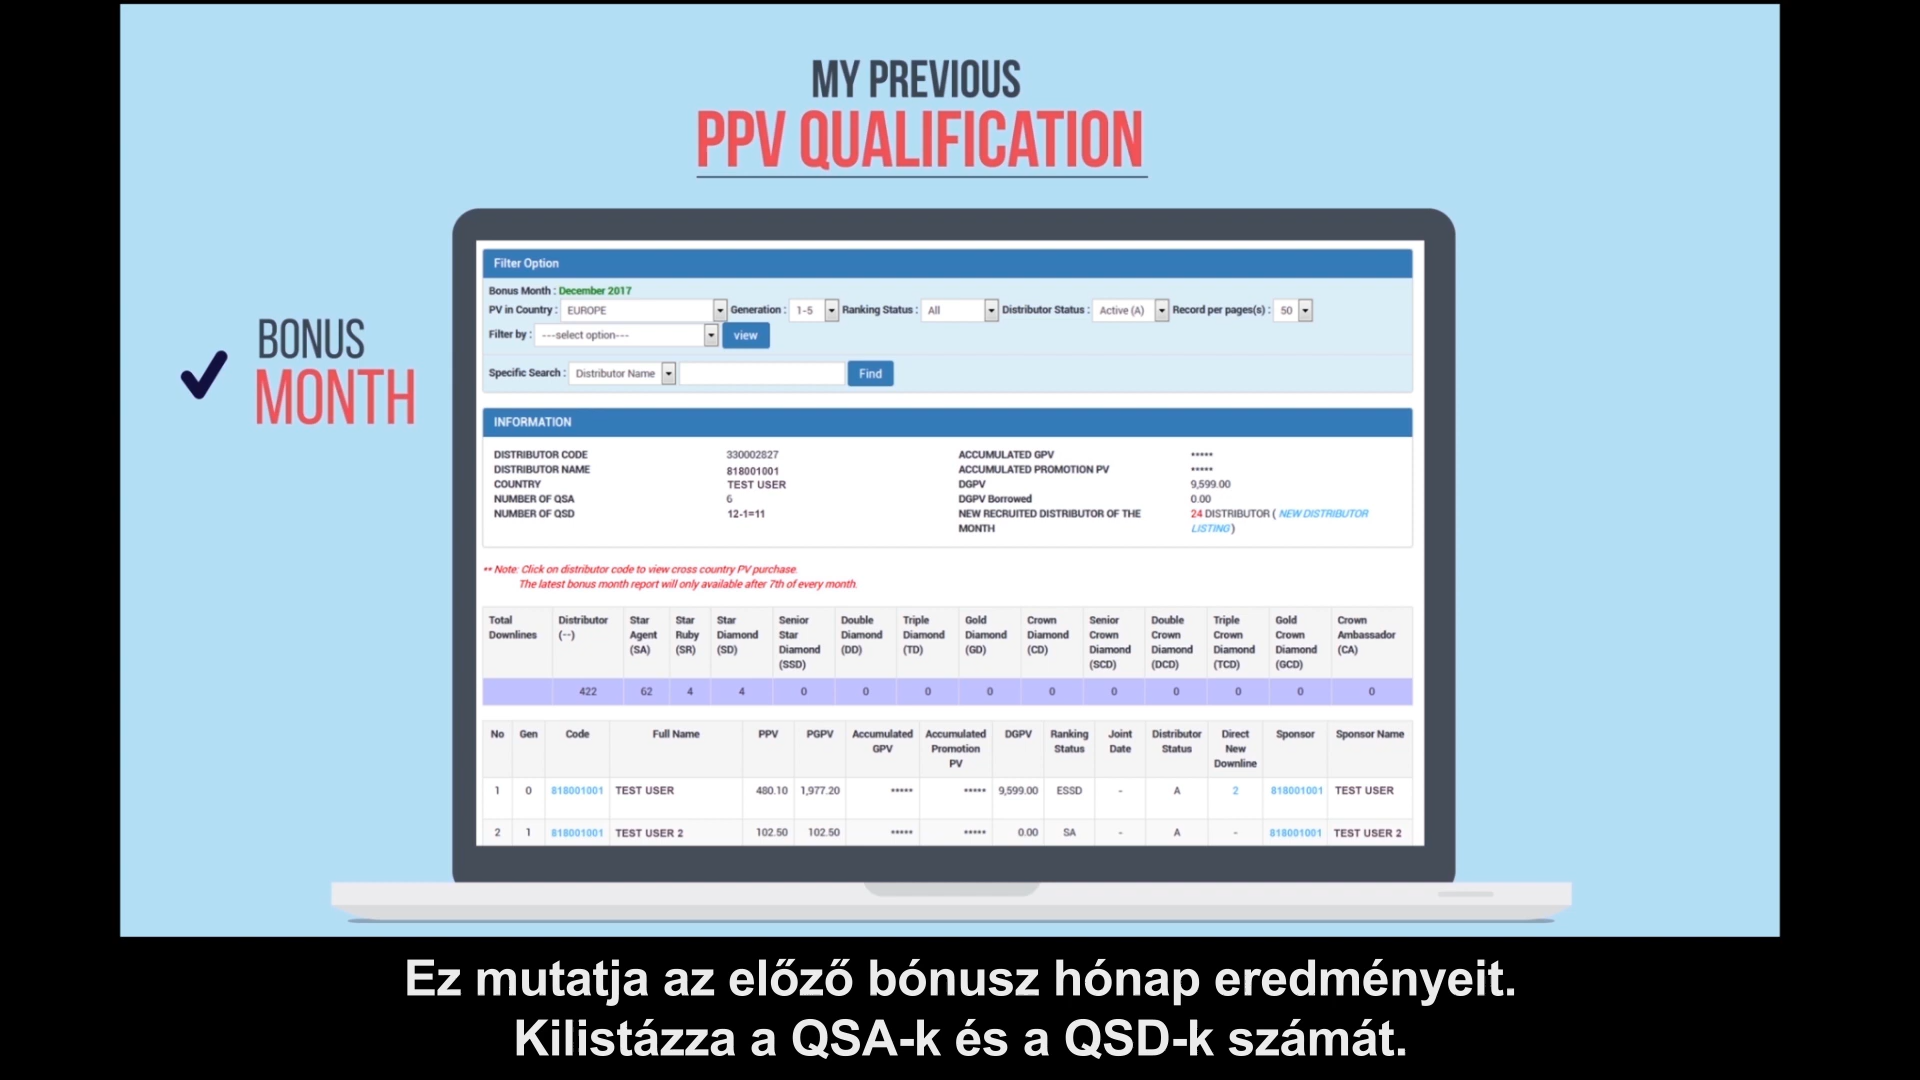 MY PREVIOUS
PPV QUALIFICATION
BONUS
MONTH
Filter Option
Bonus Month : December 2017
PV in Country : EUROPE Generation : 1-5 Ranking Status : All Distributor Status : Active (A) Record per pages(s) : 50
Filter by : ---select option--- view
Specific Search : Distributor Name Find
INFORMATION
DISTRIBUTOR CODE 330002827
DISTRIBUTOR NAME 818001001
COUNTRY TEST USER
NUMBER OF QSA 6
NUMBER OF QSD 12-1=11
ACCUMULATED GPV *****
ACCUMULATED PROMOTION PV *****
DGPV 9,599.00
DGPV Borrowed 0.00
NEW RECRUITED DISTRIBUTOR OF THE MONTH 24 DISTRIBUTOR ( NEW DISTRIBUTOR LISTING )
** Note: Click on distributor code to view cross country PV purchase.
The latest bonus month report will only available after 7th of every month.
Total Downlines Distributor (--) Star Agent (SA) Star Ruby (SR) Star Diamond (SD) Senior Star Diamond (SSD) Double Diamond (DD) Triple Diamond (TD) Gold Diamond (GD) Crown Diamond (CD) Senior Crown Diamond (SCD) Double Crown Diamond (DCD) Triple Crown Diamond (TCD) Gold Crown Diamond (GCD) Crown Ambassador (CA)
422 62 4 4 0 0 0 0 0 0 0 0 0 0
No Gen Code Full Name PPV PGPV Accumulated GPV Accumulated Promotion PV DGPV Ranking Status Joint Date Distributor Status Direct New Downline Sponsor Sponsor Name
1 0 818001001 TEST USER 480.10 1,977.20 ***** ***** 9,599.00 ESSD - A 2 818001001 TEST USER
2 1 818001001 TEST USER 2 102.50 102.50 ***** ***** 0.00 SA - A - 818001001 TEST USER 2
Ez mutatja az előző bónusz hónap eredményeit.
Kilistázza a QSA-k és a QSD-k számát.